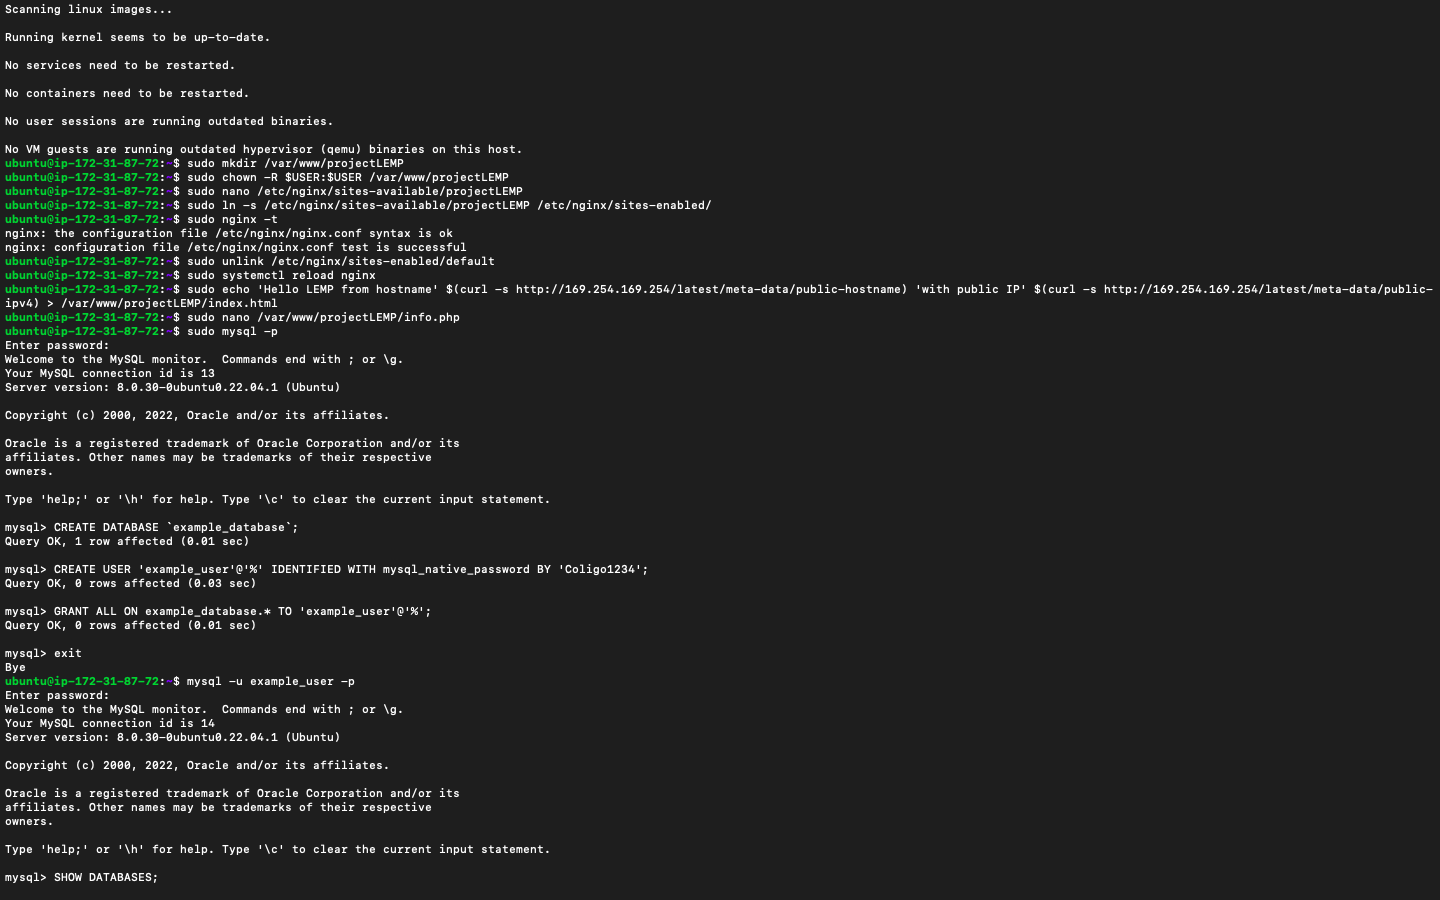 Scanning linux images...
Running kernel seems to be up-to-date.
No services need to be restarted.
No containers need to be restarted.
No user sessions are running outdated binaries.
No VM guests are running outdated hypervisor (qemu) binaries on this host.
ubuntu@ip-172-31-87-72:~$ sudo mkdir /var/www/projectLEMP
ubuntu@ip-172-31-87-72:~$ sudo chown -R $USER:$USER /var/www/projectLEMP
ubuntu@ip-172-31-87-72:~$ sudo nano /etc/nginx/sites-available/projectLEMP
ubuntu@ip-172-31-87-72:~$ sudo ln -s /etc/nginx/sites-available/projectLEMP /etc/nginx/sites-enabled/
ubuntu@ip-172-31-87-72:~$ sudo nginx -t
nginx: the configuration file /etc/nginx/nginx.conf syntax is ok
nginx: configuration file /etc/nginx/nginx.conf test is successful
ubuntu@ip-172-31-87-72:~$ sudo unlink /etc/nginx/sites-enabled/default
ubuntu@ip-172-31-87-72:~$ sudo systemctl reload nginx
ubuntu@ip-172-31-87-72:~$ sudo echo 'Hello LEMP from hostname' $(curl -s http://169.254.169.254/latest/meta-data/public-hostname) 'with public IP' $(curl -s http://169.254.169.254/latest/meta-data/public-
ipv4) > /var/www/projectLEMP/index.html
ubuntu@ip-172-31-87-72:~$ sudo nano /var/www/projectLEMP/info.php
ubuntu@ip-172-31-87-72:~$ sudo mysql -p
Enter password:
Welcome to the MySQL monitor.  Commands end with ; or \g.
Your MySQL connection id is 13
Server version: 8.0.30-0ubuntu0.22.04.1 (Ubuntu)
Copyright (c) 2000, 2022, Oracle and/or its affiliates.
Oracle is a registered trademark of Oracle Corporation and/or its
affiliates. Other names may be trademarks of their respective
owners.
Type 'help;' or '\h' for help. Type '\c' to clear the current input statement.
mysql> CREATE DATABASE `example_database`;
Query OK, 1 row affected (0.01 sec)
mysql> CREATE USER 'example_user'@'%' IDENTIFIED WITH mysql_native_password BY 'Coligo1234';
Query OK, 0 rows affected (0.03 sec)
mysql> GRANT ALL ON example_database.* TO 'example_user'@'%';
Query OK, 0 rows affected (0.01 sec)
mysql> exit
Bye
ubuntu@ip-172-31-87-72:~$ mysql -u example_user -p
Enter password:
Welcome to the MySQL monitor.  Commands end with ; or \g.
Your MySQL connection id is 14
Server version: 8.0.30-0ubuntu0.22.04.1 (Ubuntu)
Copyright (c) 2000, 2022, Oracle and/or its affiliates.
Oracle is a registered trademark of Oracle Corporation and/or its
affiliates. Other names may be trademarks of their respective
owners.
Type 'help;' or '\h' for help. Type '\c' to clear the current input statement.
mysql> SHOW DATABASES;